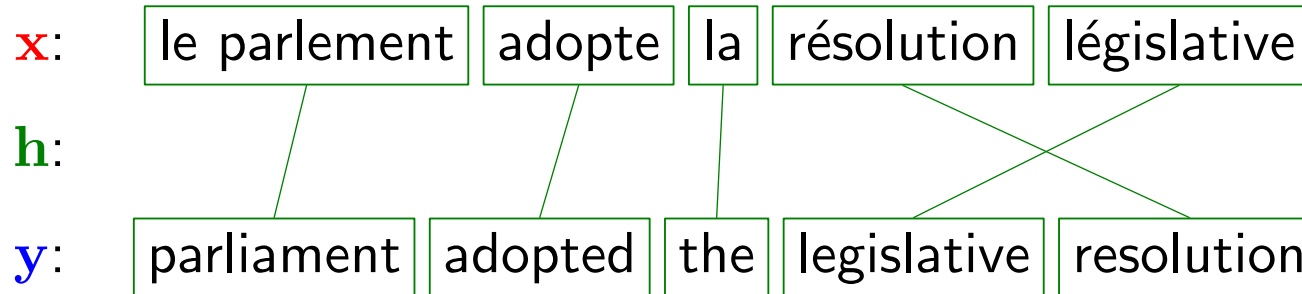 x: le parlement adopte la résolution législative
h:
y: parliament adopted the legislative resolution